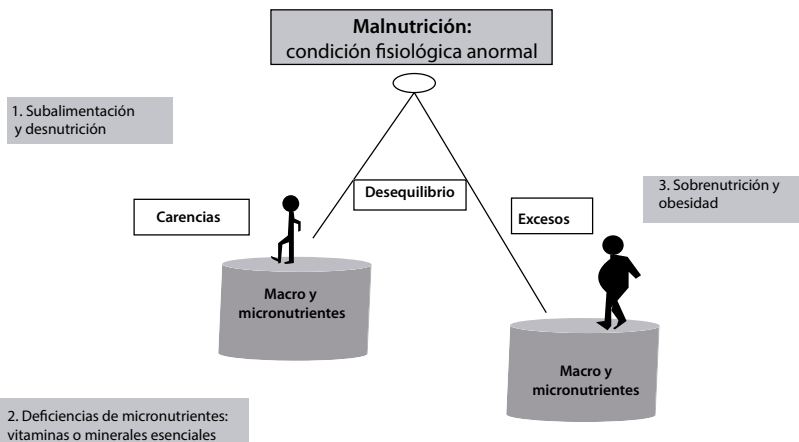 Malnutrición:
condición fisiológica anormal
1. Subalimentación
y desnutrición
Desequilibrio
3. Sobrenutrición y
obesidad
Carencias
Excesos
Macro y
micronutrientes
Macro y
micronutrientes
2. Deficiencias de micronutrientes:
vitaminas o minerales esenciales